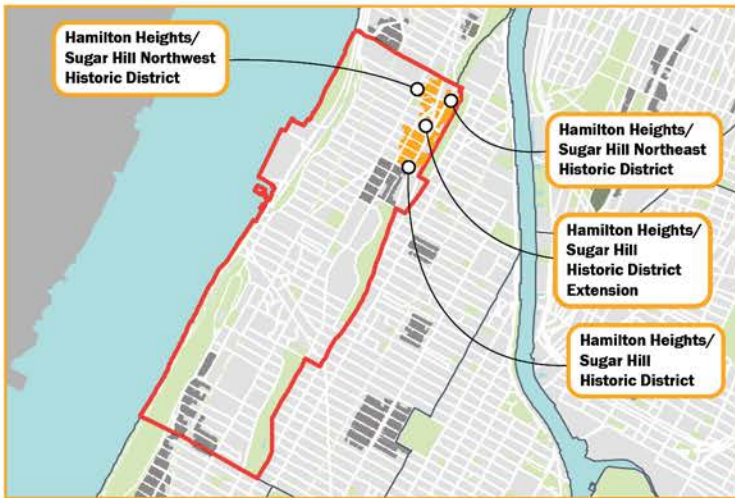 Hamilton Heights/
Sugar Hill Northwest
Historic District
Hamilton Heights/
Sugar Hill Northeast
Historic District
Hamilton Heights/
Sugar Hill
Historic District
Extension
Hamilton Heights/
Sugar Hill
Historic District